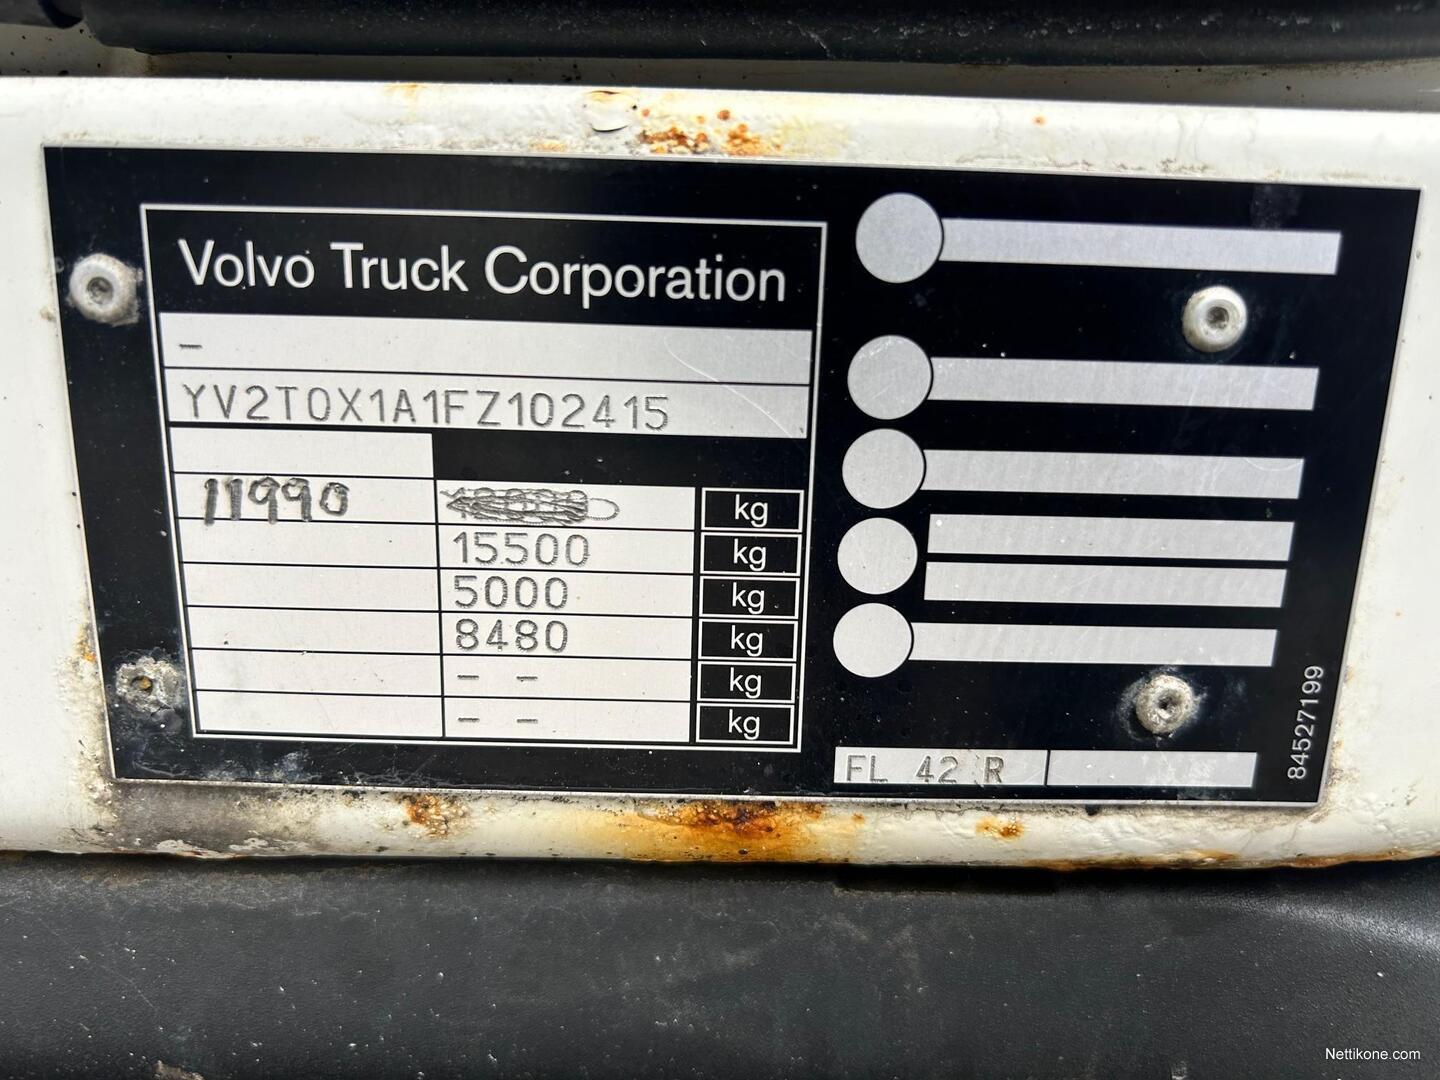 Volvo Truck Corporation
-
YV2T0X1A1FZ102415
11990 kg
15500 kg
5000 kg
8480 kg
- - kg
- - kg
FL 42 R
84527199
Nettikone.com